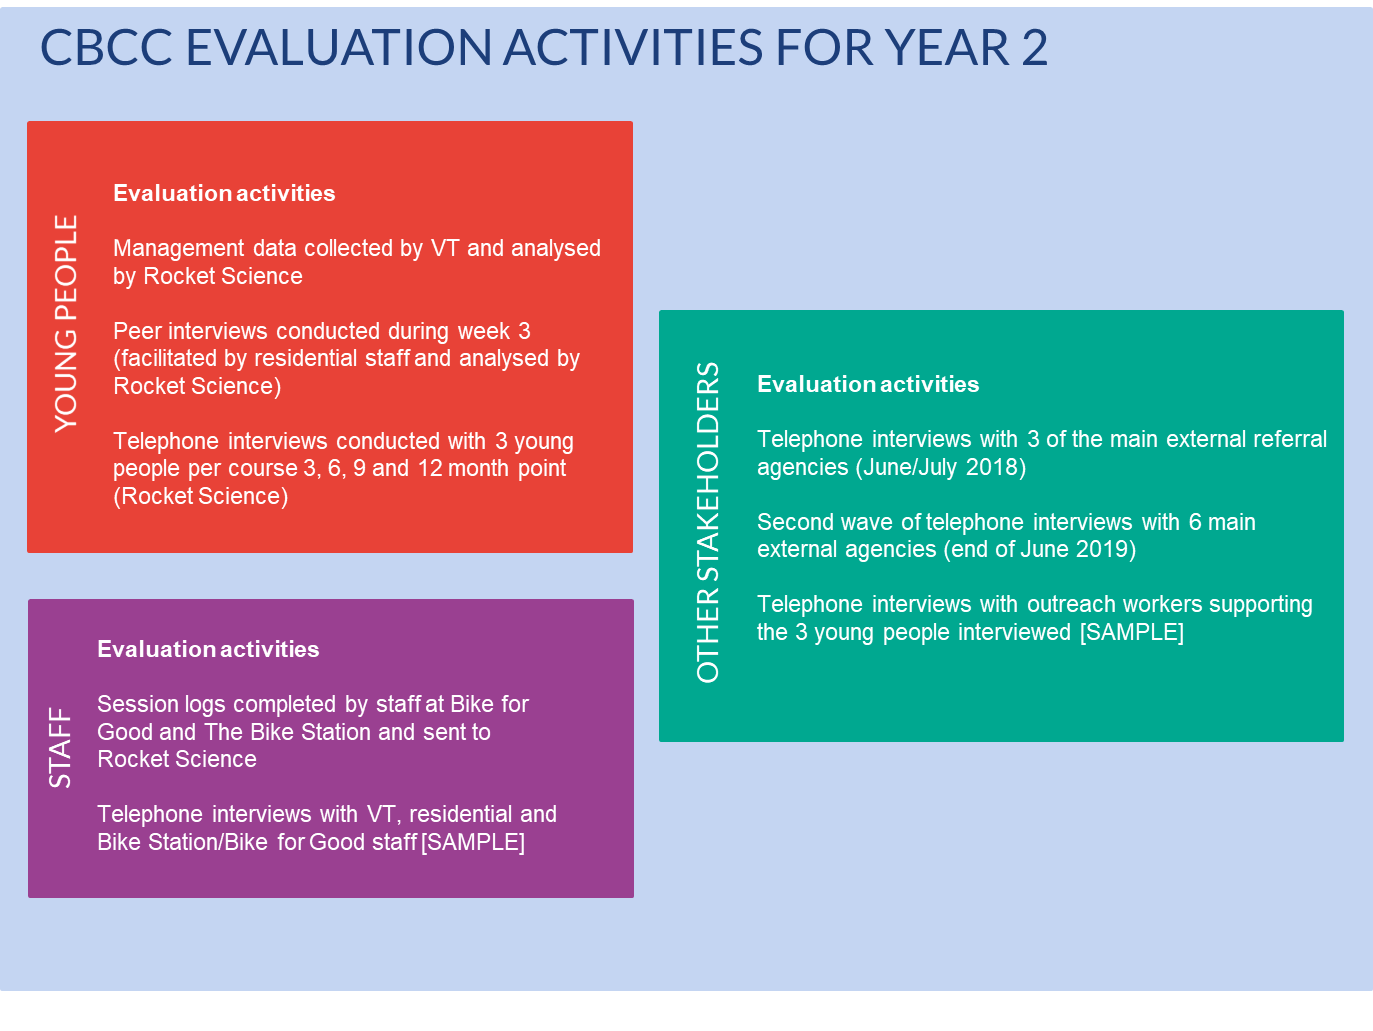 CBCC EVALUATION ACTIVITIES FOR YEAR 2
YOUNG PEOPLE
Evaluation activities
Management data collected by VT and analysed
by Rocket Science
Peer interviews conducted during week 3
(facilitated by residential staff and analysed by
Rocket Science)
Telephone interviews conducted with 3 young
people per course 3, 6, 9 and 12 month point
(Rocket Science)
STAFF
Evaluation activities
Session logs completed by staff at Bike for
Good and The Bike Station and sent to
Rocket Science
Telephone interviews with VT, residential and
Bike Station/Bike for Good staff [SAMPLE]
OTHER STAKEHOLDERS
Evaluation activities
Telephone interviews with 3 of the main external referral
agencies (June/July 2018)
Second wave of telephone interviews with 6 main
external agencies (end of June 2019)
Telephone interviews with outreach workers supporting
the 3 young people interviewed [SAMPLE]